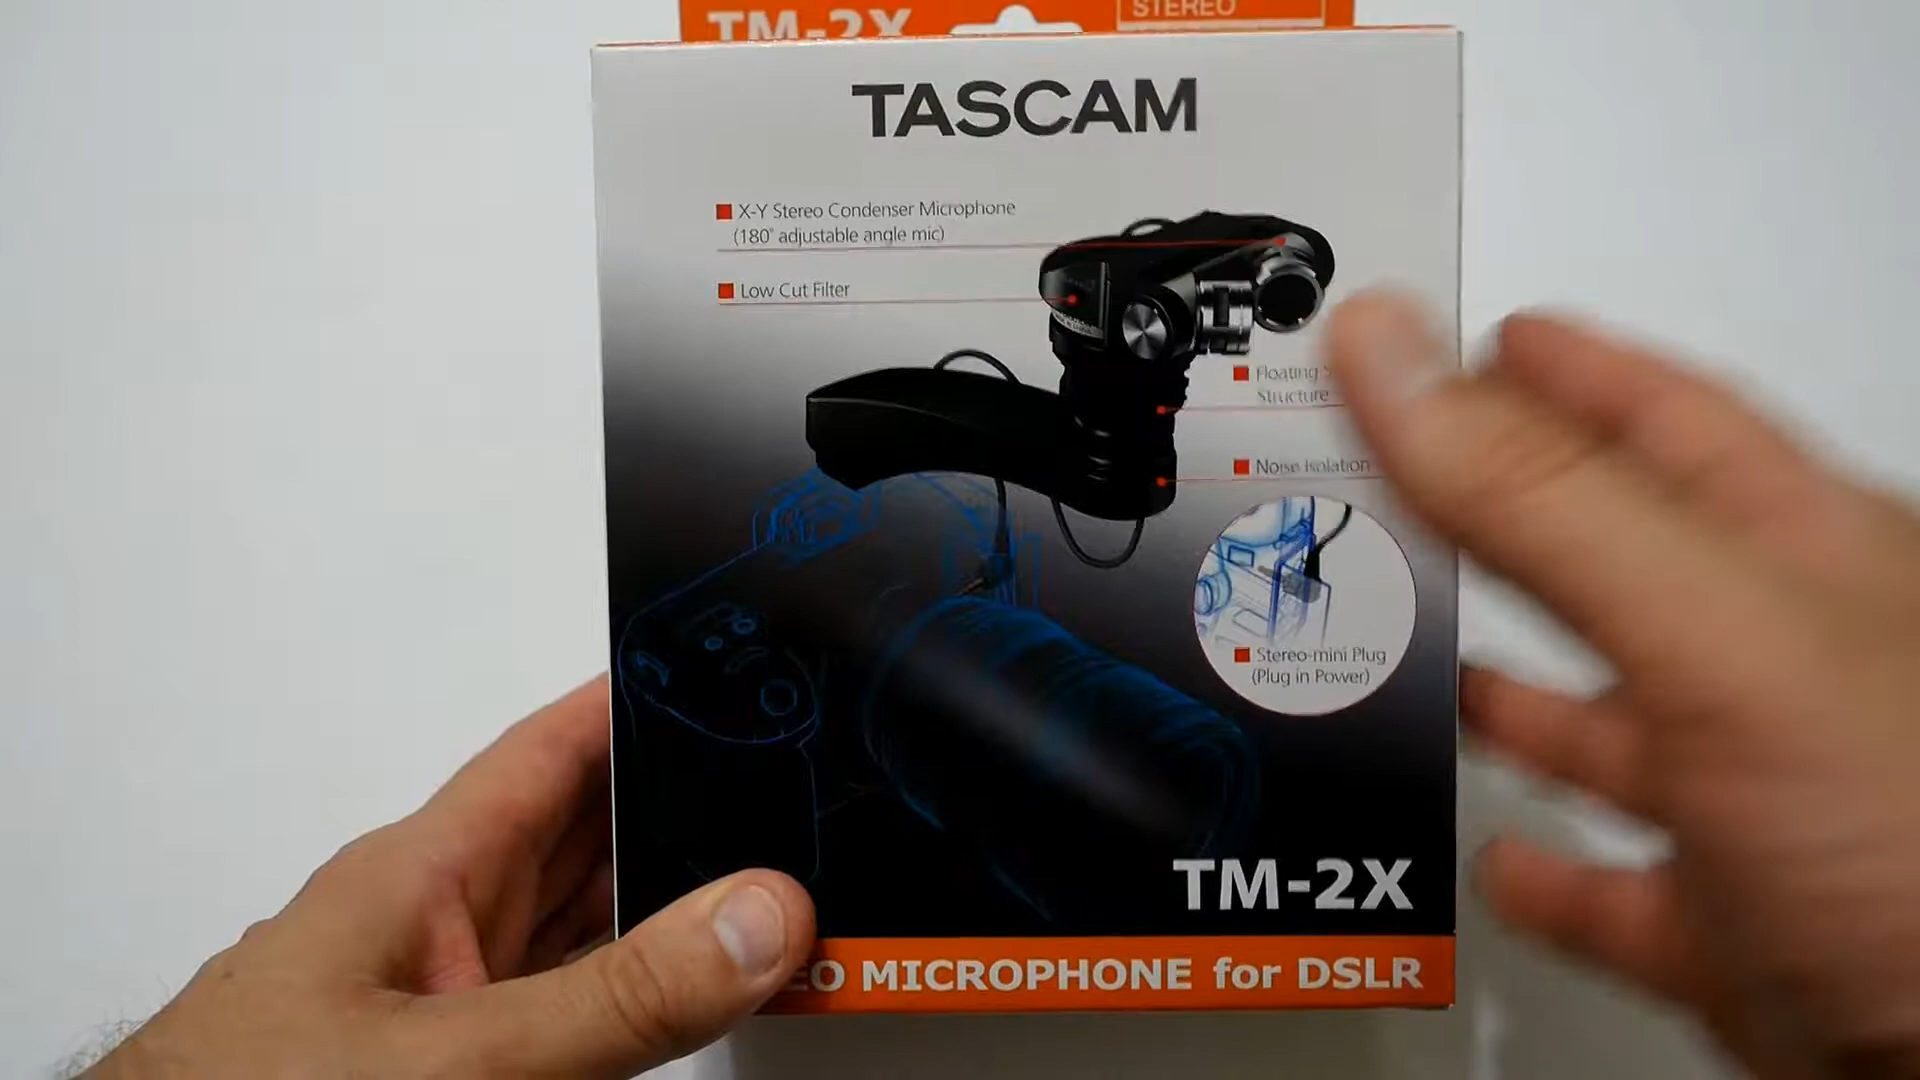 TM-2X
STEREO
TASCAM
X-Y Stereo Condenser Microphone
(180° adjustable angle mic)
Low Cut Filter
Floating
Structure
Noise Isolation
Stereo-mini Plug
(Plug in Power)
TM-2X
EO MICROPHONE for DSLR